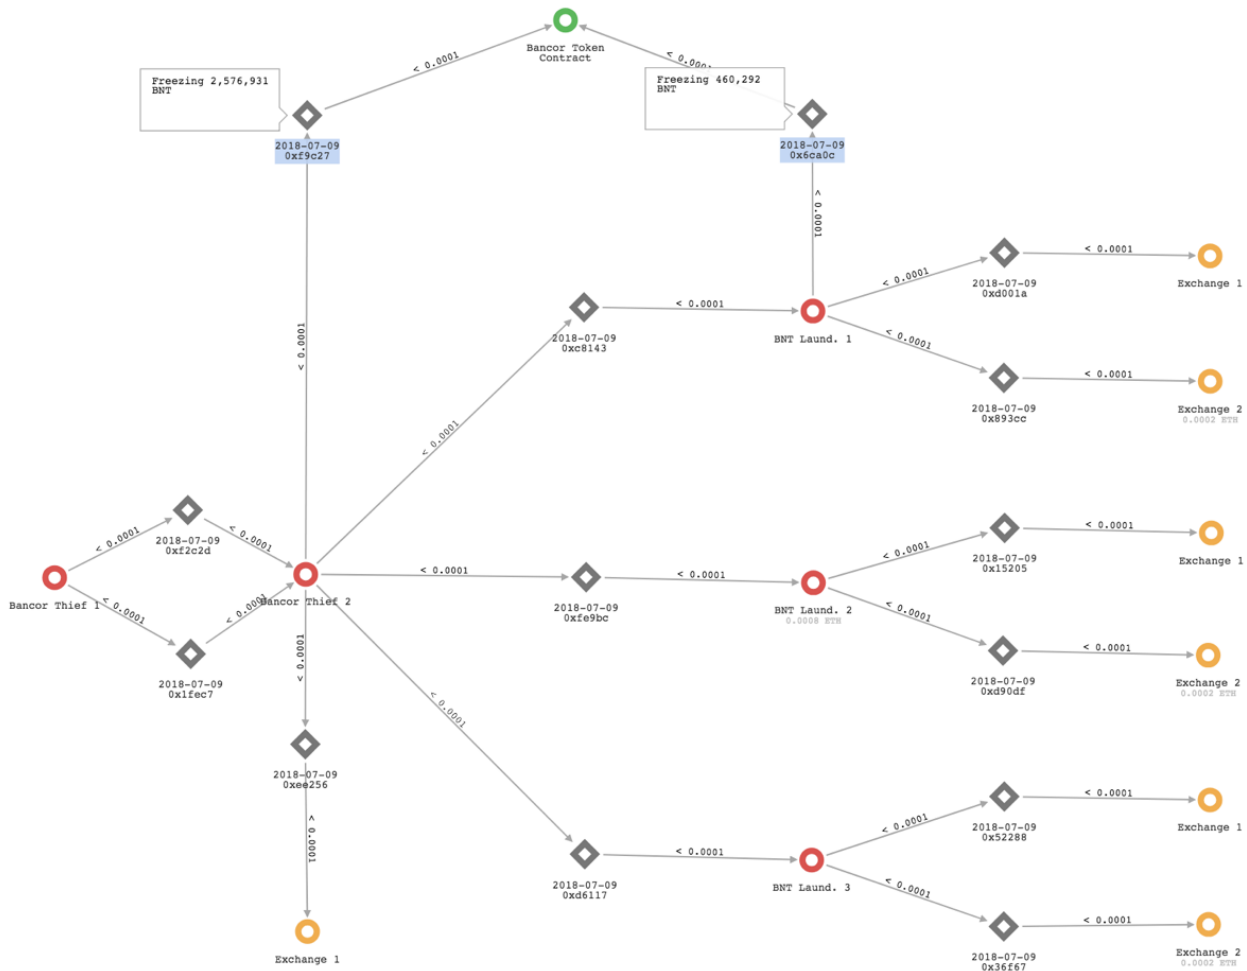 Bancor Token
Contract
< 0.0001
< 0.0001
Freezing 2,576,931
BNT
Freezing 460,292
BNT
2018-07-09
0xf9c27
2018-07-09
0x6ca0c
< 0.0001
< 0.0001
< 0.0001
< 0.0001
2018-07-09
0xd001a
Exchange 1
< 0.0001
2018-07-09
0xc8143
BNT Laund. 1
< 0.0001
< 0.0001
2018-07-09
0x893cc
Exchange 2
0.0002 ETH
< 0.0001
< 0.0001
< 0.0001
2018-07-09
0xf2c2d
< 0.0001
< 0.0001
2018-07-09
0x15205
Exchange 1
Bancor Thief 1
Bancor Thief 2
< 0.0001
< 0.0001
< 0.0001
2018-07-09
0xfe9bc
< 0.0001
BNT Laund. 2
0.0008 ETH
< 0.0001
< 0.0001
2018-07-09
0xd90df
Exchange 2
0.0002 ETH
2018-07-09
0x1fec7
< 0.0001
< 0.0001
2018-07-09
0xee256
< 0.0001
Exchange 1
2018-07-09
0xd6117
< 0.0001
BNT Laund. 3
< 0.0001
< 0.0001
2018-07-09
0x52288
Exchange 1
< 0.0001
< 0.0001
2018-07-09
0x36f67
Exchange 2
0.0002 ETH